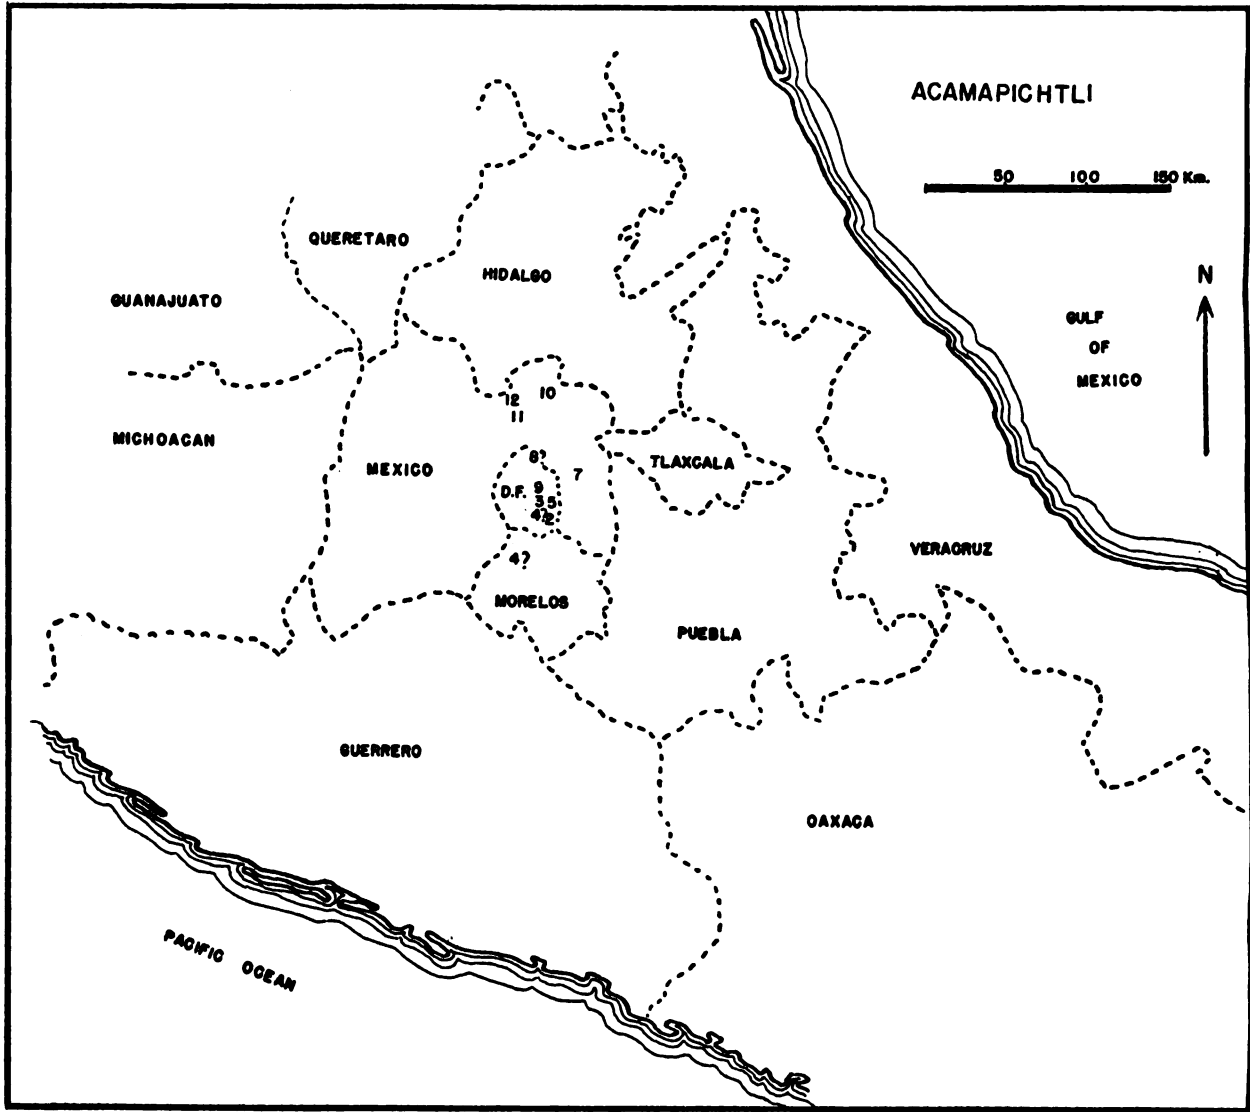 ACAMAPICHTLI
50 100 150 Km.
QUERETARO
HIDALGO
N
GUANAJUATO
GULF
OF
MEXICO
12 10
11
MICHOACAN
MEXICO
8?
TLAXCALA
7
D.F. 9
3 5
4? 2
VERACRUZ
4?
MORELOS
PUEBLA
GUERRERO
OAXACA
PACIFIC OCEAN